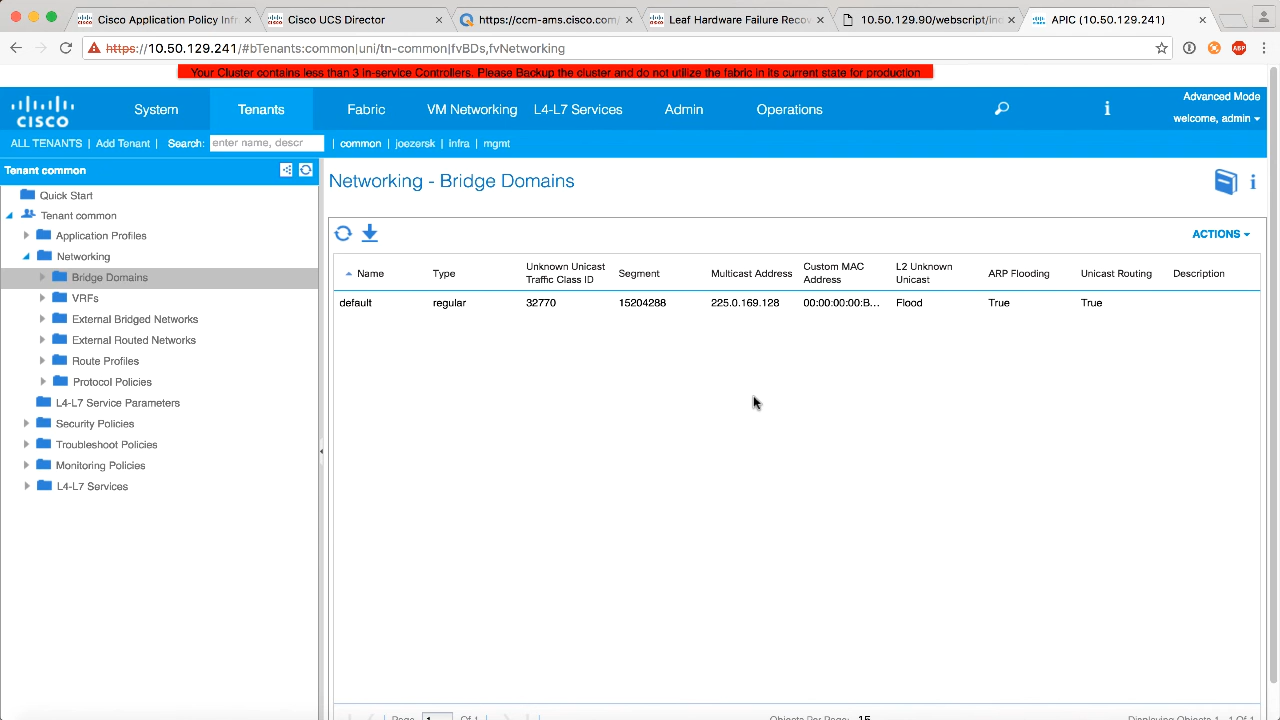 Cisco Application Policy Infr
Cisco UCS Director
https://ccm-ams.cisco.com/
Leaf Hardware Failure Recov
10.50.129.90/webscript/ind
APIC (10.50.129.241)
https://10.50.129.241/#bTenants:common|uni/tn-common|fvBDs,fvNetworking
ABP
Your Cluster contains less than 3 in-service Controllers. Please Backup the cluster and do not utilize the fabric in its current state for production
CISCO
System
Tenants
Fabric
VM Networking
L4-L7 Services
Admin
Operations
Advanced Mode
welcome, admin
ALL TENANTS | Add Tenant | Search: enter name, descr | common | joezersk | infra | mgmt
Tenant common
Quick Start
Tenant common
Application Profiles
Networking
Bridge Domains
VRFs
External Bridged Networks
External Routed Networks
Route Profiles
Protocol Policies
L4-L7 Service Parameters
Security Policies
Troubleshoot Policies
Monitoring Policies
L4-L7 Services
Networking - Bridge Domains
ACTIONS
Name
Type
Unknown Unicast
Traffic Class ID
Segment
Multicast Address
Custom MAC
Address
L2 Unknown
Unicast
ARP Flooding
Unicast Routing
Description
default regular 32770 15204288 225.0.169.128 00:00:00:00:B... Flood True True
Page 1 Of 1 Objects Per Page: 15 Displaying Objects 1 - 1 Of 1